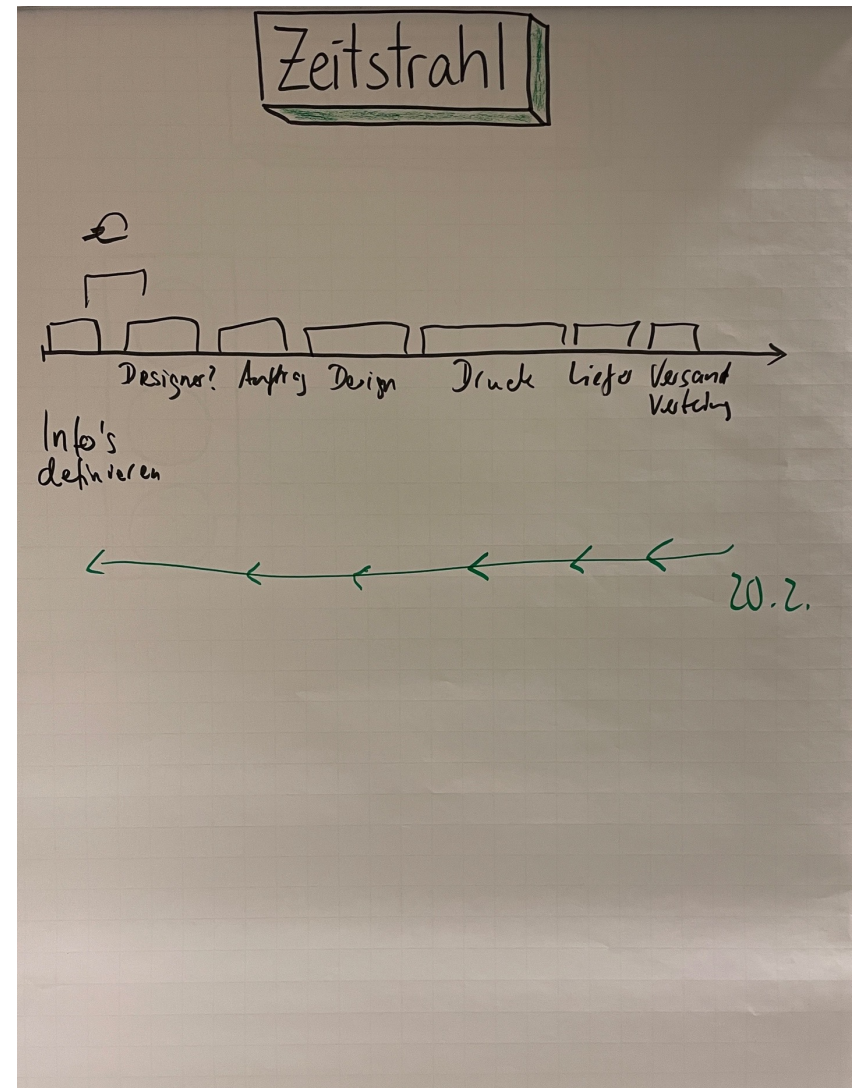 Zeitstrahl
€
Designer? Auftrag Design Druck Liefer Versand
Verteilung
Info's
definieren
20.2.